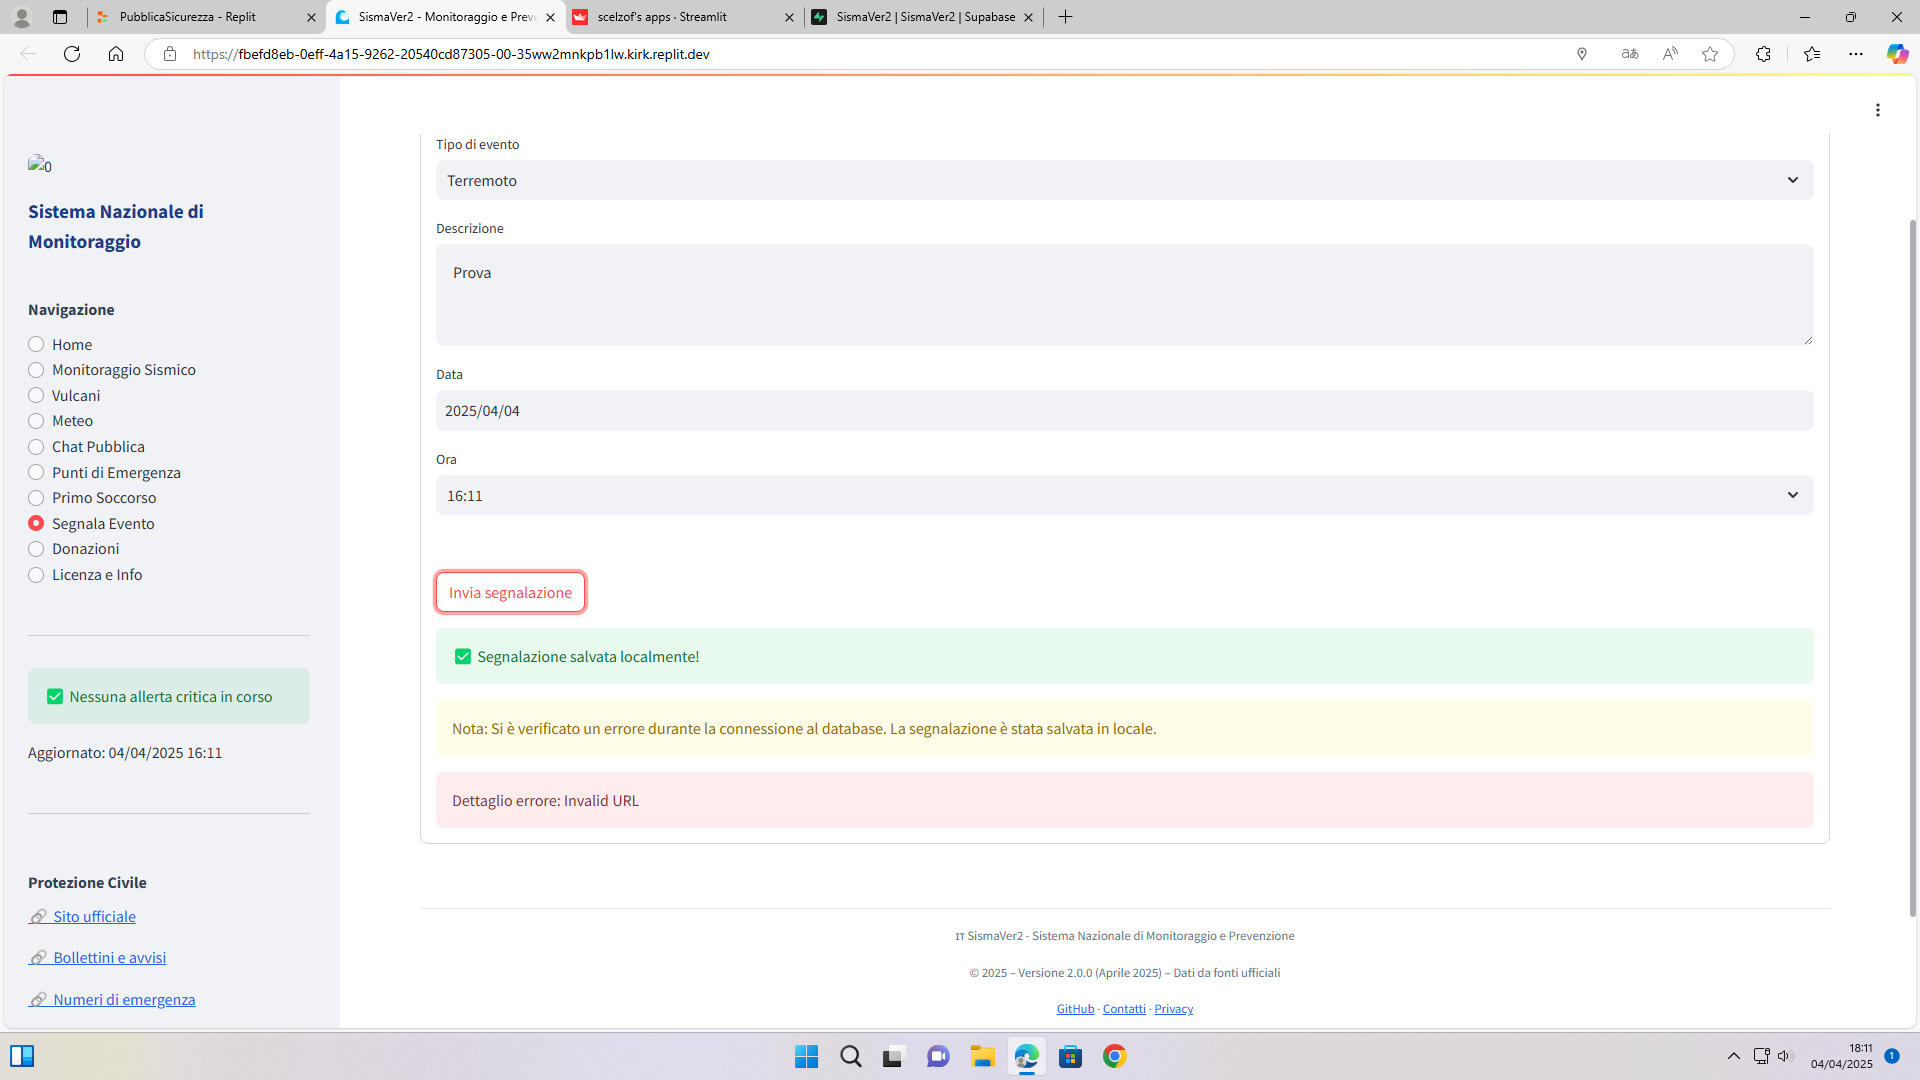 PubblicaSicurezza - Replit
SismaVer2 - Monitoraggio e Preve
scelzof's apps · Streamlit
SismaVer2 | SismaVer2 | Supabase
https://fbefd8eb-0eff-4a15-9262-20540cd87305-00-35ww2mnkpb1lw.kirk.replit.dev
0
Sistema Nazionale di
Monitoraggio
Navigazione
Home
Monitoraggio Sismico
Vulcani
Meteo
Chat Pubblica
Punti di Emergenza
Primo Soccorso
Segnala Evento
Donazioni
Licenza e Info
Nessuna allerta critica in corso
Aggiornato: 04/04/2025 16:11
Protezione Civile
Sito ufficiale
Bollettini e avvisi
Numeri di emergenza
Tipo di evento
Terremoto
Descrizione
Prova
Data
2025/04/04
Ora
16:11
Invia segnalazione
Segnalazione salvata localmente!
Nota: Si è verificato un errore durante la connessione al database. La segnalazione è stata salvata in locale.
Dettaglio errore: Invalid URL
IT SismaVer2 - Sistema Nazionale di Monitoraggio e Prevenzione
© 2025 – Versione 2.0.0 (Aprile 2025) – Dati da fonti ufficiali
GitHub · Contatti · Privacy
18:11
04/04/2025
1